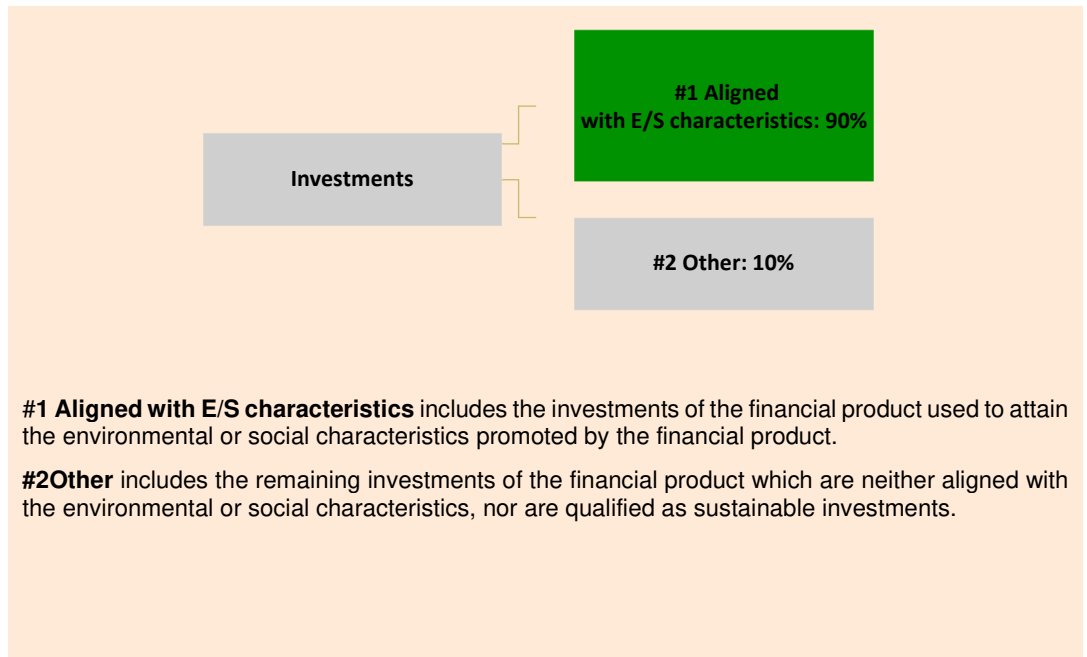 #1 Aligned
with E/S characteristics: 90%
Investments
#2 Other: 10%
#1 Aligned with E/S characteristics includes the investments of the financial product used to attain
the environmental or social characteristics promoted by the financial product.
#2Other includes the remaining investments of the financial product which are neither aligned with
the environmental or social characteristics, nor are qualified as sustainable investments.